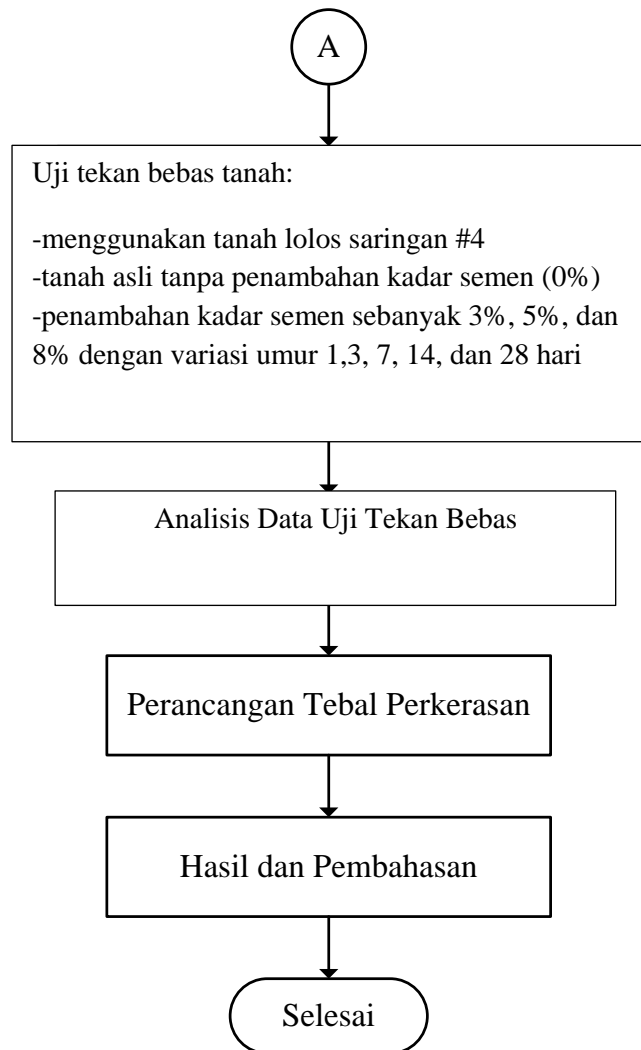 A
Uji tekan bebas tanah:
-menggunakan tanah lolos saringan #4
-tanah asli tanpa penambahan kadar semen (0%)
-penambahan kadar semen sebanyak 3%, 5%, dan
8% dengan variasi umur 1,3, 7, 14, dan 28 hari
Analisis Data Uji Tekan Bebas
Perancangan Tebal Perkerasan
Hasil dan Pembahasan
Selesai